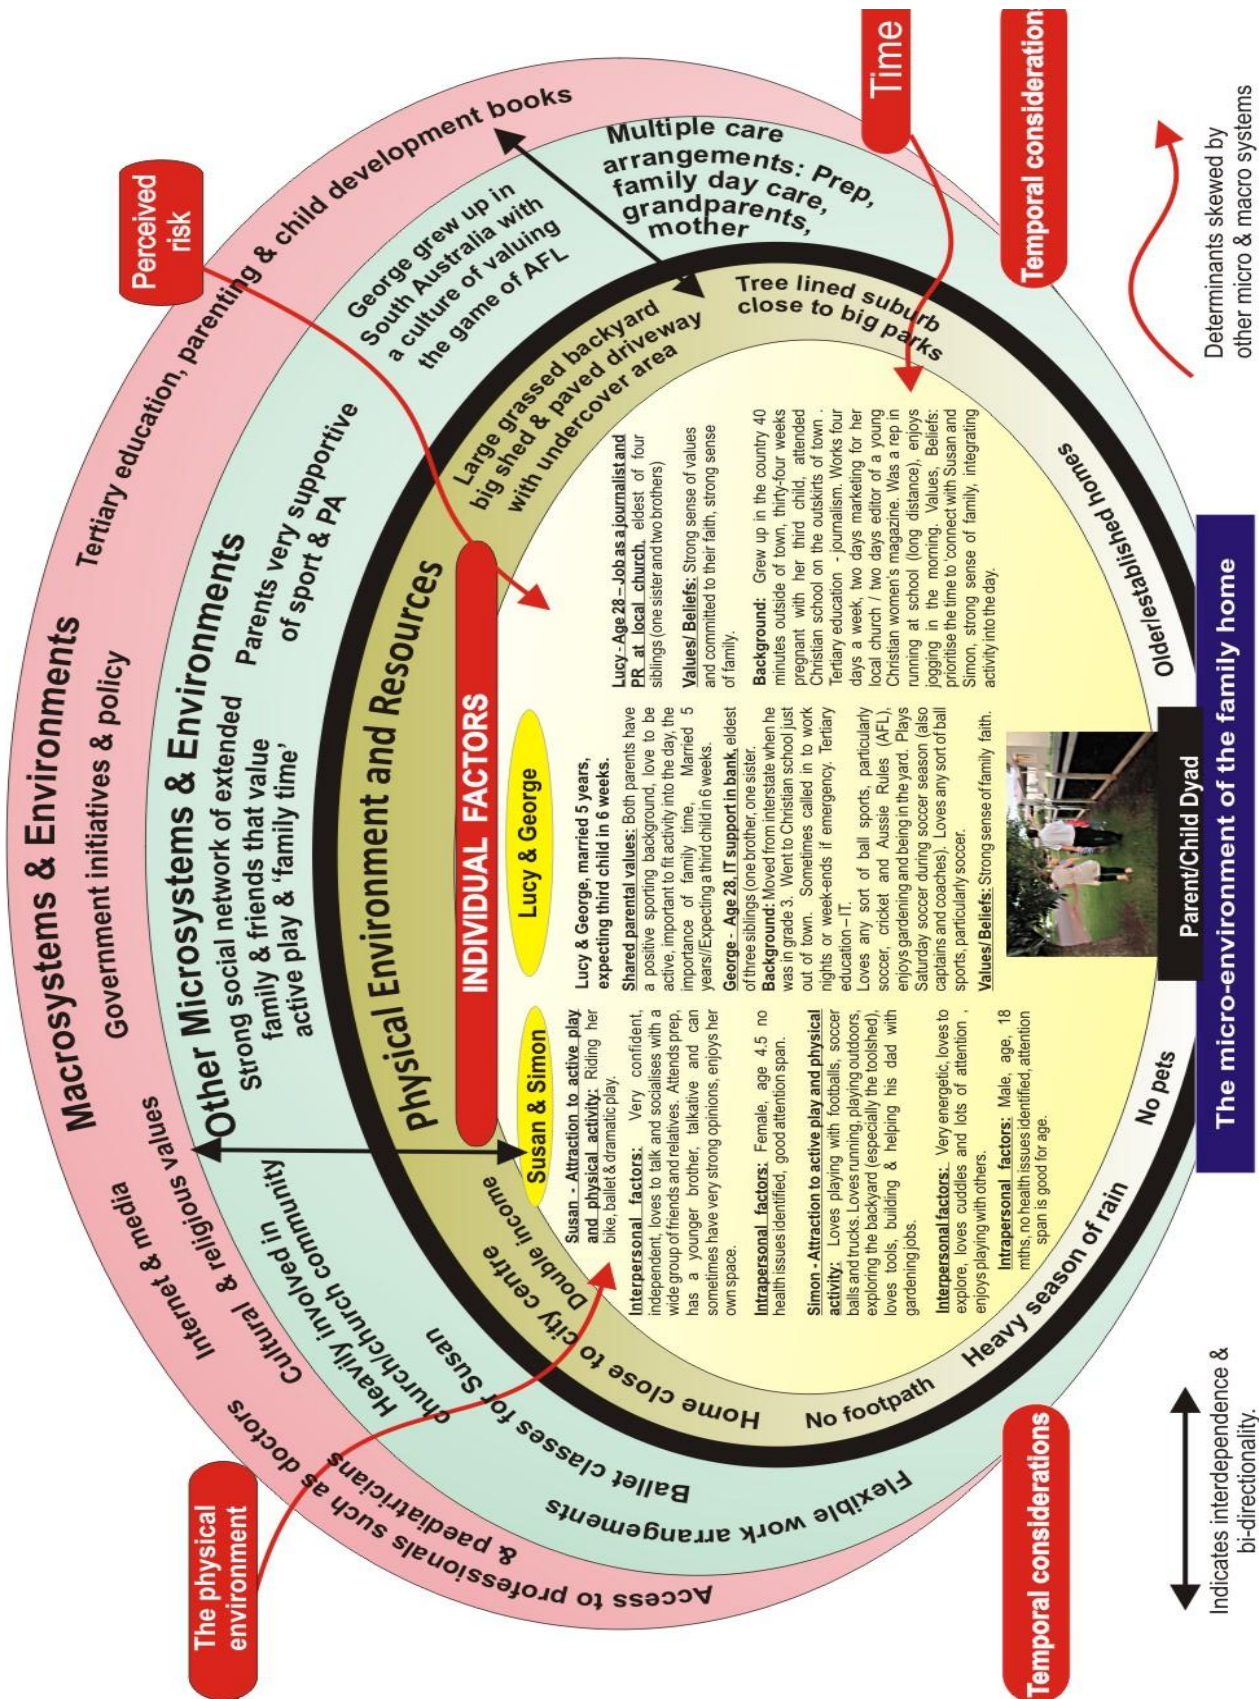 Macrosystems & Environments
Access to professionals such as doctors
& paediatricians
Internet & media
Cultural & religious values
Government initiatives & policy
Tertiary education, parenting & child development books
Other Microsystems & Environments
Flexible work arrangements
Ballet classes for Susan
Heavily involved in
church/church community
Strong social network of extended
family & friends that value
active play & ‘family time’
Parents very supportive
of sport & PA
George grew up in
South Australia with
a culture of valuing
the game of AFL
Multiple care
arrangements: Prep,
family day care,
grandparents,
mother
Physical Environment and Resources
No footpath
Home close to city centre
Double income
Large grassed backyard
big shed & paved driveway
with undercover area
Tree lined suburb
close to big parks
Heavy season of rain
No pets
Older/established homes
The physical
environment
Perceived
risk
Time
INDIVIDUAL FACTORS
Susan & Simon
Lucy & George
Susan - Attraction to active play
and physical activity: Riding her
bike, ballet & dramatic play.
Interpersonal factors: Very confident,
independent, loves to talk and socialises with a
wide group of friends and relatives. Attends prep,
has a younger brother, talkative and can
sometimes have very strong opinions, enjoys her
own space.
Intrapersonal factors: Female, age 4.5 no
health issues identified, good attention span.
Simon - Attraction to active play and physical
activity: Loves playing with footballs, soccer
balls and trucks. Loves running, playing outdoors,
exploring the backyard (especially the toolshed),
loves tools, building & helping his dad with
gardening jobs.
Interpersonal factors: Very energetic, loves to
explore, loves cuddles and lots of attention ,
enjoys playing with others.
Intrapersonal factors: Male, age, 18
mths, no health issues identified, attention
span is good for age.
Lucy & George, married 5 years,
expecting third child in 6 weeks.
Shared parental values: Both parents have
a positive sporting background, love to be
active, important to fit activity into the day, the
importance of family time, Married 5
years//Expecting a third child in 6 weeks.
George - Age 28, IT support in bank, eldest
of three siblings (one brother, one sister.
Background: Moved from interstate when he
was in grade 3. Went to Christian school just
out of town. Sometimes called in to work
nights or week-ends if emergency. Tertiary
education – IT.
Loves any sort of ball sports, particularly
soccer, cricket and Aussie Rules (AFL),
enjoys gardening and being in the yard. Plays
Saturday soccer during soccer season (also
captains and coaches). Loves any sort of ball
sports, particularly soccer.
Values/ Beliefs: Strong sense of family faith.
Lucy - Age 28 – Job as a journalist and
PR at local church, eldest of four
siblings (one sister and two brothers)
Values/ Beliefs: Strong sense of values
and committed to their faith, strong sense
of family.
Background: Grew up in the country 40
minutes outside of town, thirty-four weeks
pregnant with her third child, attended
Christian school on the outskirts of town .
Tertiary education - journalism. Works four
days a week, two days marketing for her
local church / two days editor of a young
Christian women's magazine. Was a rep in
running at school (long distance), enjoys
jogging in the morning. Values, Beliefs:
prioritise the time to 'connect with Susan and
Simon, strong sense of family, integrating
activity into the day.
Parent/Child Dyad
The micro-environment of the family home
Temporal considerations
Temporal considerations
Indicates interdependence &
bi-directionality.
Determinants skewed by
other micro & macro systems